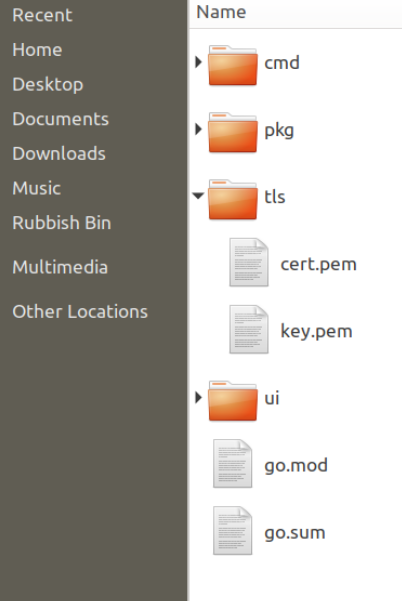 Recent
Home
Desktop
Documents
Downloads
Music
Rubbish Bin
Multimedia
Other Locations
Name
cmd
pkg
tls
cert.pem
key.pem
ui
go.mod
go.sum